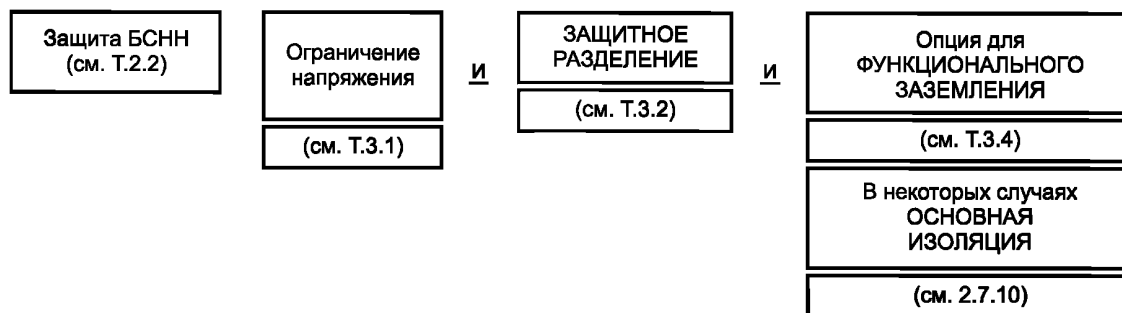 Защита БСНН
(см. Т.2.2)
Ограничение
напряжения
(см. Т.3.1)
и
ЗАЩИТНОЕ
РАЗДЕЛЕНИЕ
(см. Т.3.2)
и
Опция для
ФУНКЦИОНАЛЬНОГО
ЗАЗЕМЛЕНИЯ
(см. Т.3.4)
В некоторых случаях
ОСНОВНАЯ
ИЗОЛЯЦИЯ
(см. 2.7.10)